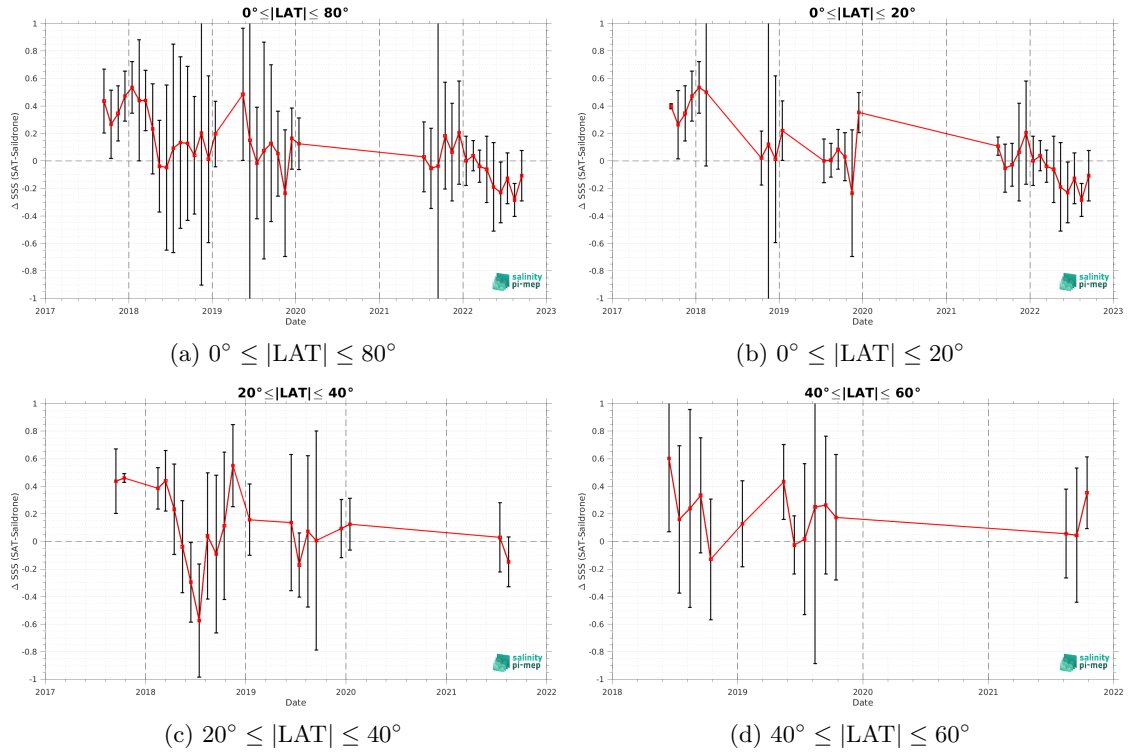 0°≤|LAT|≤ 80°
1
0.8
0.6
0.4
0.2
0
-0.2
-0.4
-0.6
-0.8
-1
Δ SSS (SAT-Saildrone)
2017 2018 2019 2020 2021 2022 2023
Date
salinity
pi-mep
(a) 0° ≤ |LAT| ≤ 80°
0°≤|LAT|≤ 20°
1
0.8
0.6
0.4
0.2
0
-0.2
-0.4
-0.6
-0.8
-1
Δ SSS (SAT-Saildrone)
2017 2018 2019 2020 2021 2022 2023
Date
salinity
pi-mep
(b) 0° ≤ |LAT| ≤ 20°
20°≤|LAT|≤ 40°
1
0.8
0.6
0.4
0.2
0
-0.2
-0.4
-0.6
-0.8
-1
Δ SSS (SAT-Saildrone)
2017 2018 2019 2020 2021 2022
Date
salinity
pi-mep
(c) 20° ≤ |LAT| ≤ 40°
40°≤|LAT|≤ 60°
1
0.8
0.6
0.4
0.2
0
-0.2
-0.4
-0.6
-0.8
-1
Δ SSS (SAT-Saildrone)
2018 2019 2020 2021 2022
Date
salinity
pi-mep
(d) 40° ≤ |LAT| ≤ 60°